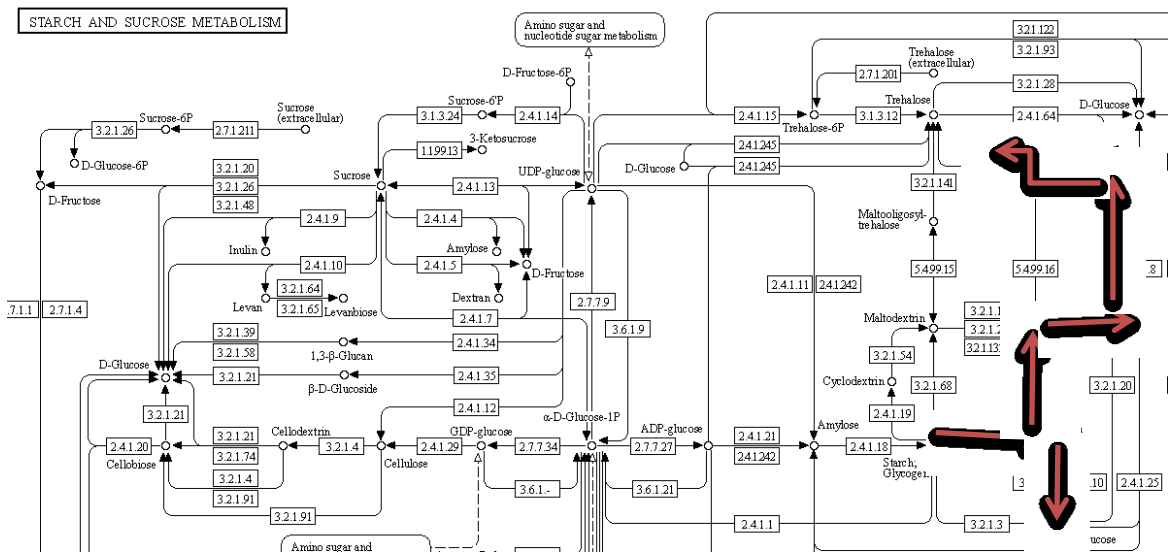 STARCH AND SUCROSE METABOLISM
Amino sugar and
nucleotide sugar metabolism
3.2.1.122
3.2.1.93
Trehalose
(extracellular)
2.7.1.201
3.2.1.28
D-Fructose-6P
Sucrose-6P
Sucrose
(extracellular)
Sucrose-6'P
Trehalose
D-Glucose
3.2.1.26
2.7.1.211
3.1.3.24
2.4.1.14
2.4.1.15
Trehalose-6P
3.1.3.12
2.4.1.64
3-Ketosucrose
1.1.99.13
2.4.1.245
D-Glucose-6P
D-Glucose
2.4.1.245
3.2.1.20
Sucrose
UDP-glucose
3.2.1.141
D-Fructose
3.2.1.26
2.4.1.13
3.2.1.48
2.4.1.9
2.4.1.4
Maltooligosyl-
trehalose
Inulin
Amylose
2.4.1.10
2.4.1.5
D-Fructose
5.4.99.15
5.4.99.16
.8
3.2.1.64
2.4.1.11
2.4.1.242
Levan
3.2.1.65
Levanbiose
Dextran
2.7.7.9
2.7.1.4
2.4.1.7
3.6.1.9
Maltodextrin
3.2.1.39
3.2.1.58
1,3-β-Glucan
2.4.1.34
3.2.1.54
D-Glucose
3.2.1.21
β-D-Glucoside
2.4.1.35
Cyclodextrin
3.2.1.68
3.2.1.20
3.2.1.21
2.4.1.12
α-D-Glucose-1P
2.4.1.19
Cellodextrin
GDP-glucose
ADP-glucose
Amylose
2.4.1.20
3.2.1.21
3.2.1.74
3.2.1.4
2.4.1.29
2.7.7.34
2.7.7.27
2.4.1.21
2.4.1.242
2.4.1.18
Cellobiose
Cellulose
Starch;
Glycogen
3.2.1.4
3.2.1.91
3.6.1.-
3.6.1.21
.10
2.4.1.25
3.2.1.91
2.4.1.1
3.2.1.3
ucose
Amino sugar and